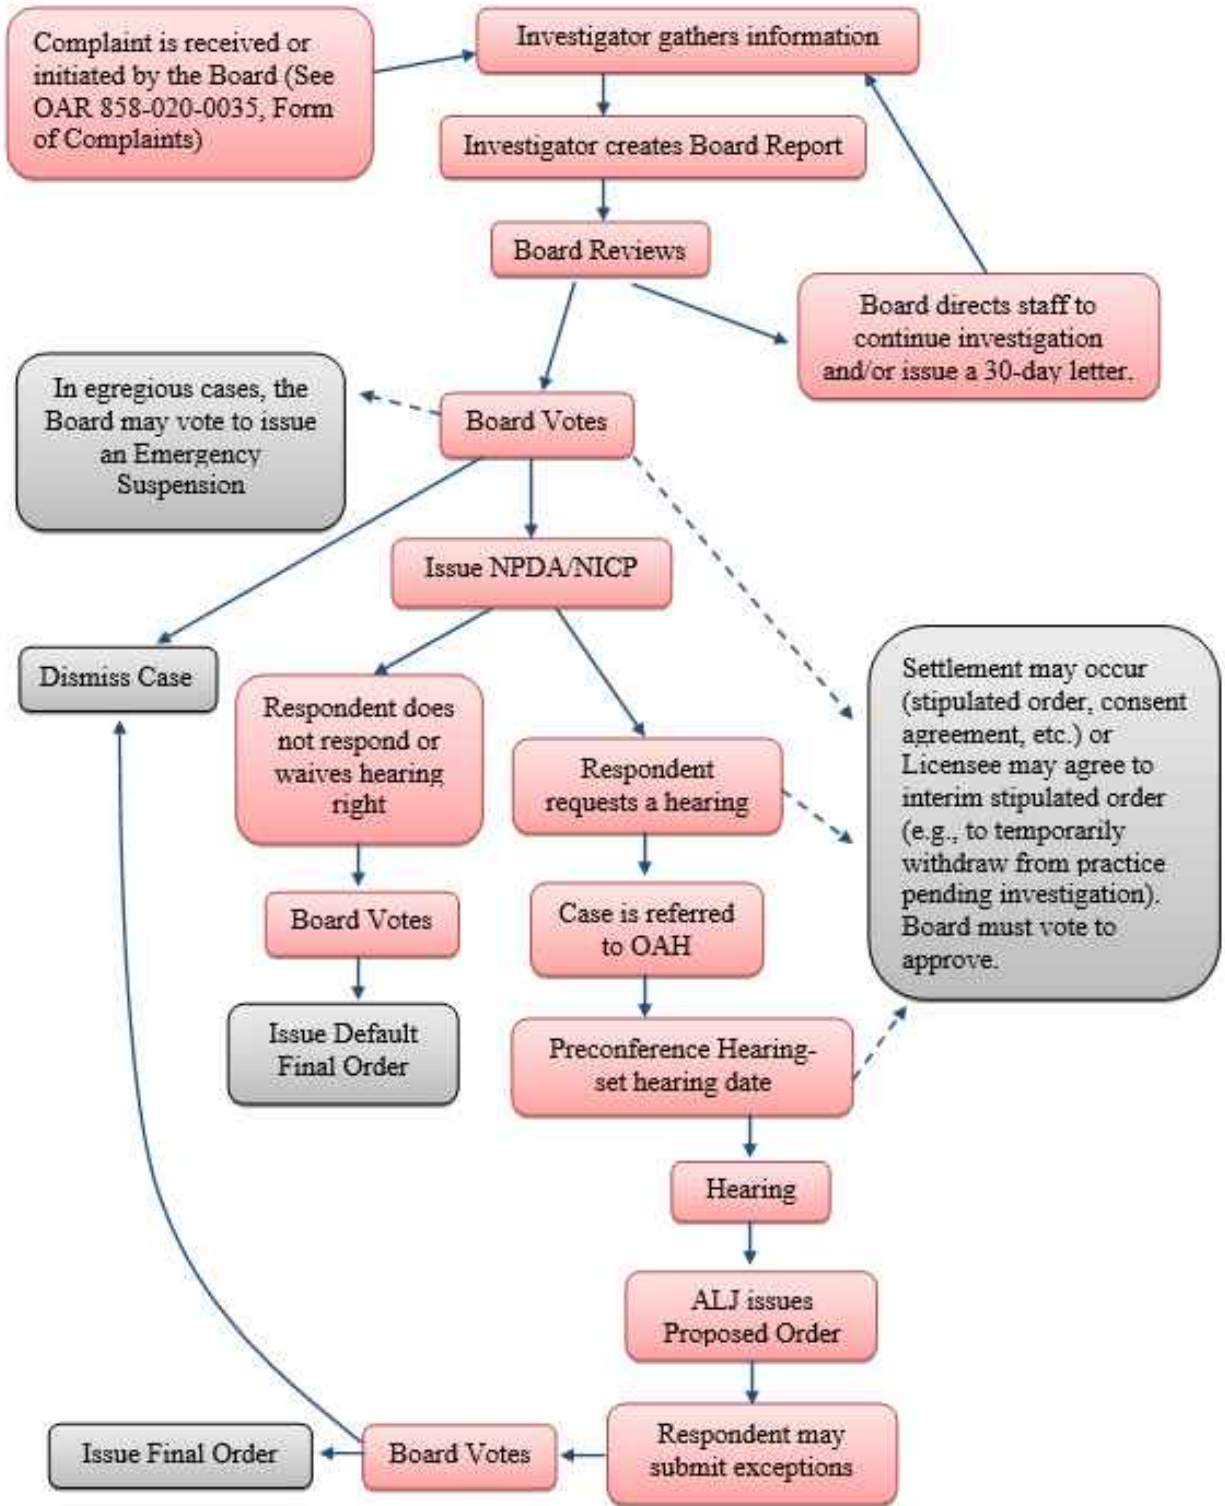 Complaint is received or
initiated by the Board (See
OAR 858-020-0035, Form
of Complaints)
Investigator gathers information
Investigator creates Board Report
Board Reviews
Board directs staff to
continue investigation
and/or issue a 30-day letter.
In egregious cases, the
Board may vote to issue
an Emergency
Suspension
Board Votes
Issue NPDA/NICP
Dismiss Case
Respondent does
not respond or
waives hearing
right
Respondent
requests a hearing
Settlement may occur
(stipulated order, consent
agreement, etc.) or
Licensee may agree to
interim stipulated order
(e.g., to temporarily
withdraw from practice
pending investigation).
Board must vote to
approve.
Board Votes
Case is referred
to OAH
Issue Default
Final Order
Preconference Hearing-
set hearing date
Hearing
ALJ issues
Proposed Order
Respondent may
submit exceptions
Board Votes
Issue Final Order